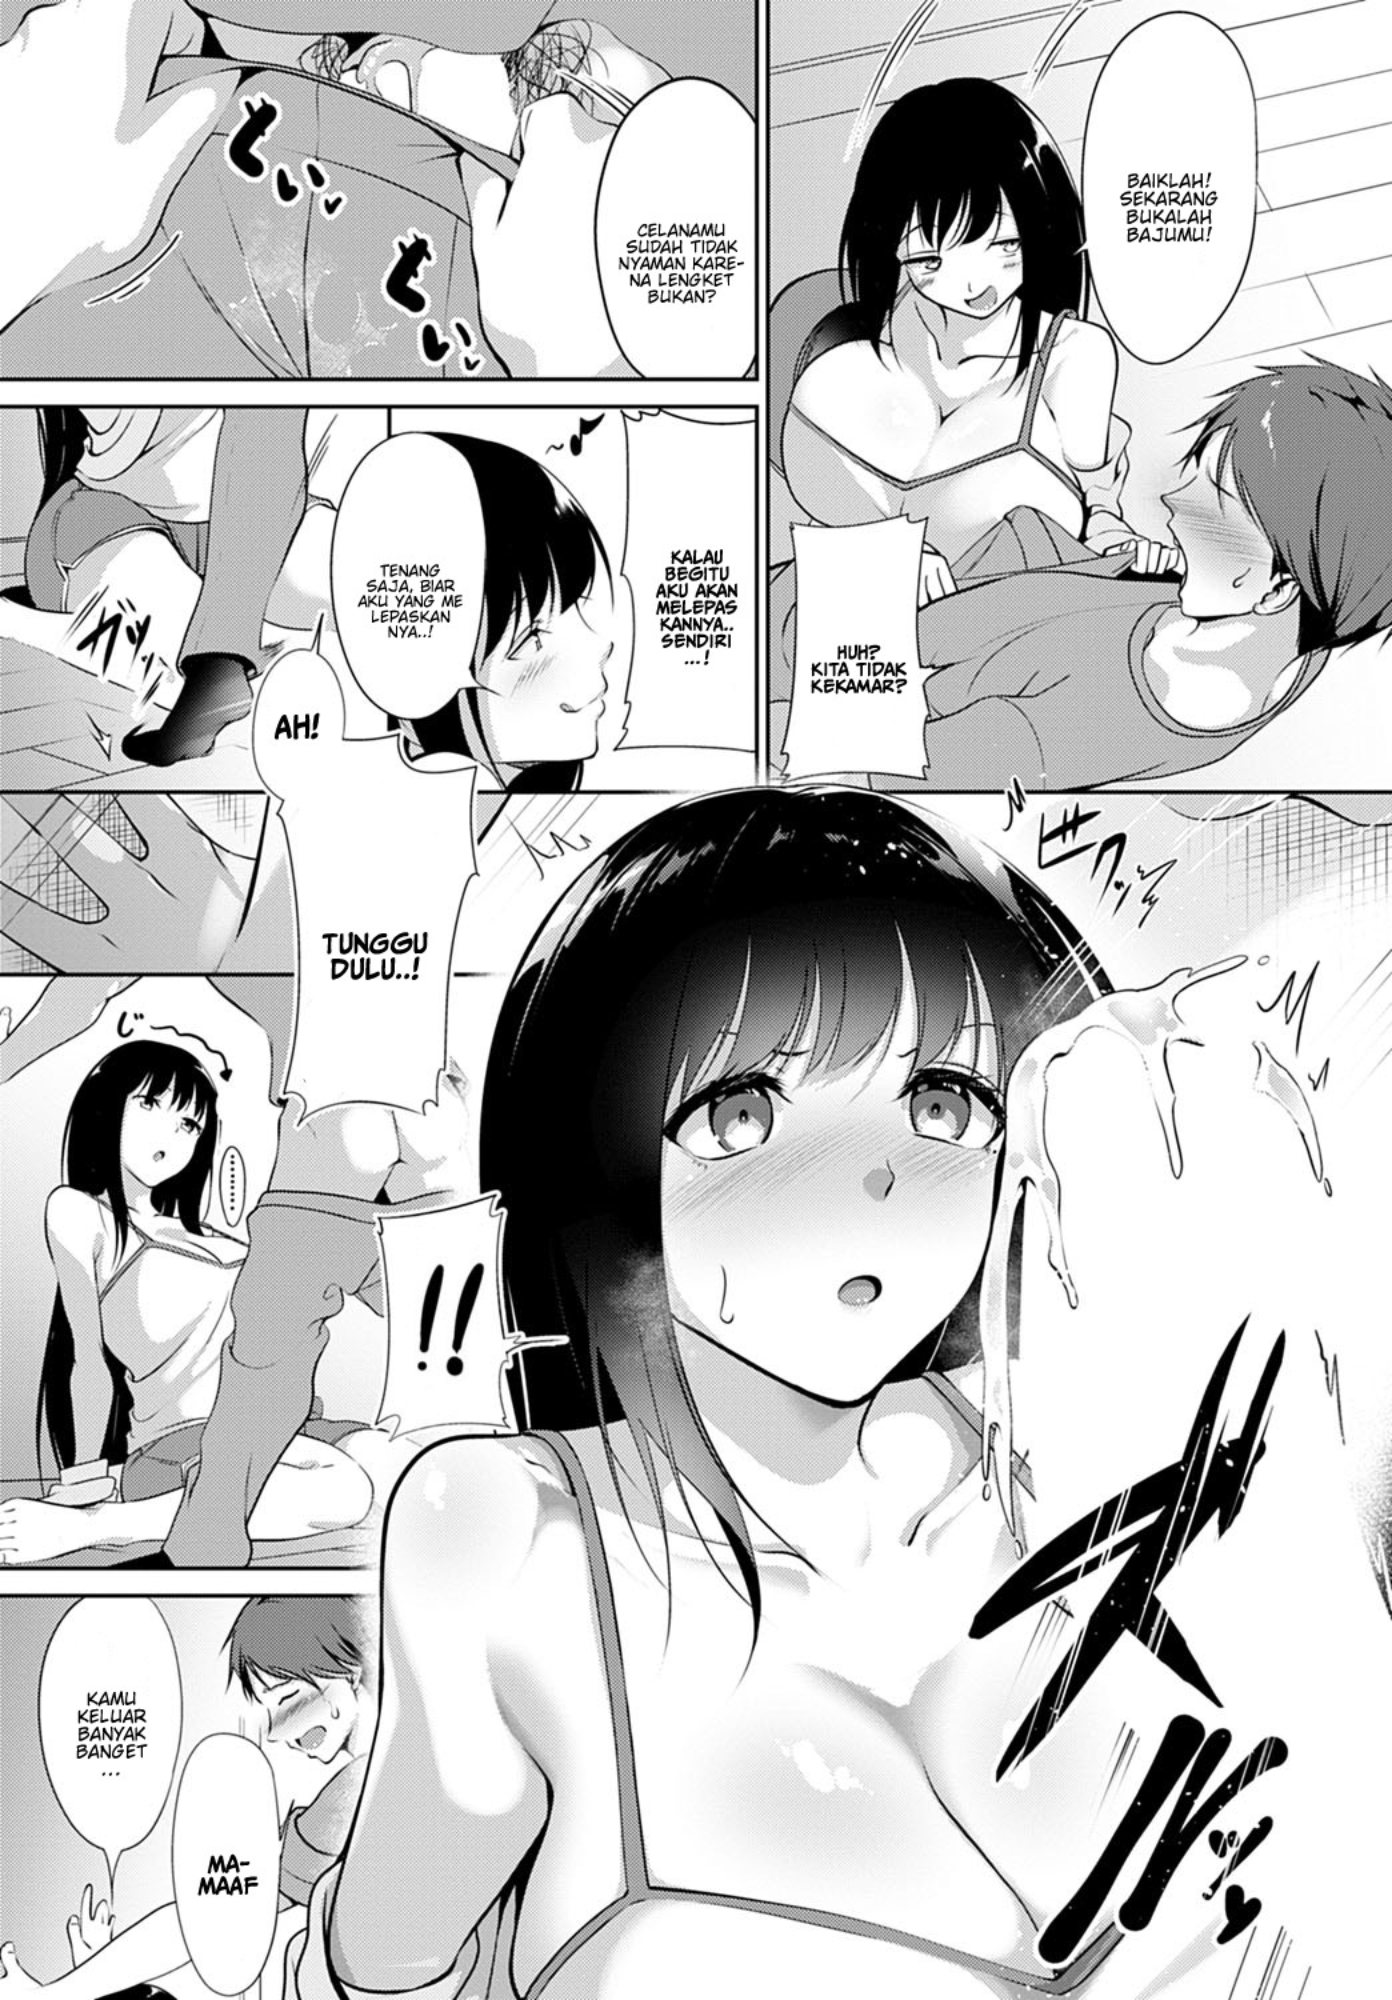 BAIKLAH!
SEKARANG
BUKALAH
BAJUMU!
HUH?
KITA TIDAK
KEKAMAR?
CELANAMU
SUDAH TIDAK
NYAMAN KARE-
NA LENGKET
BUKAN?
KALAU
BEGITU
AKU AKAN
MELEPAS
KANNYA..
SENDIRI
...!
TENANG
SAJA, BIAR
AKU YANG ME
LEPASKAN
NYA..!
AH!
TUNGGU
DULU..!
じ
!!
KAMU
KELUAR
BANYAK
BANGET
...
MA-
MAAF